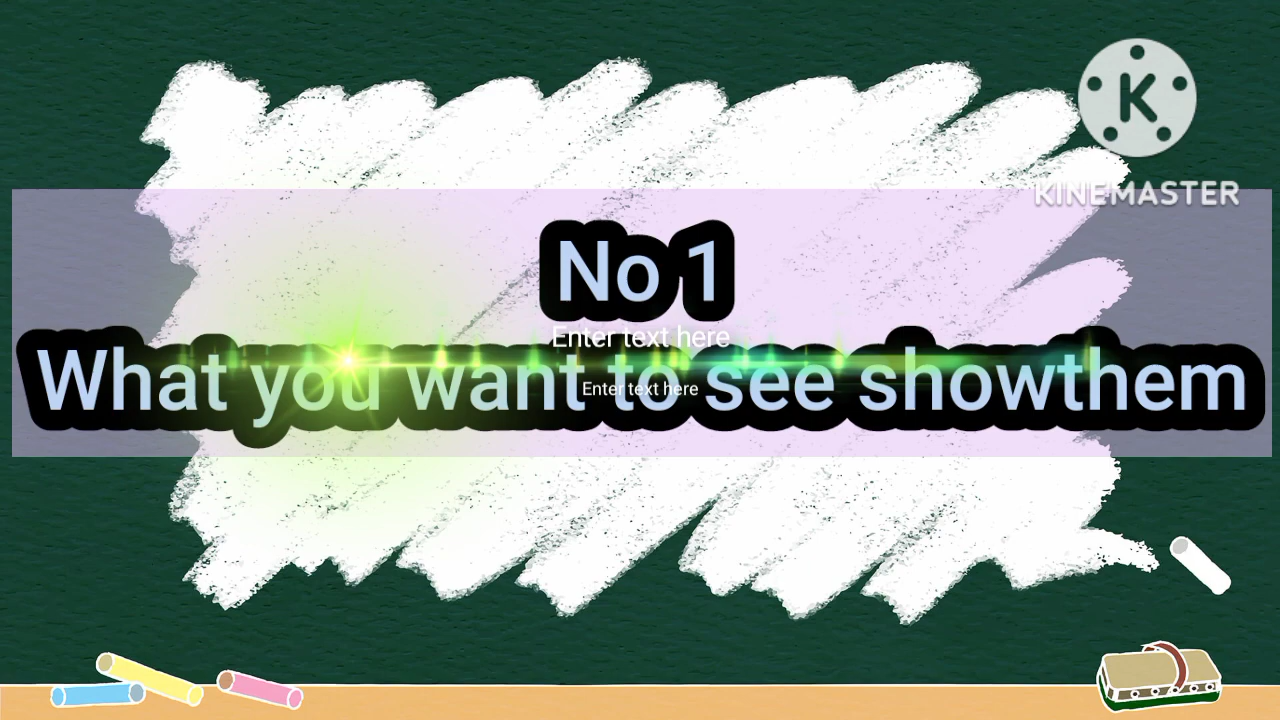 K
KINEMASTER
No 1
Enter text here
What you want to see showthem
Enter text here